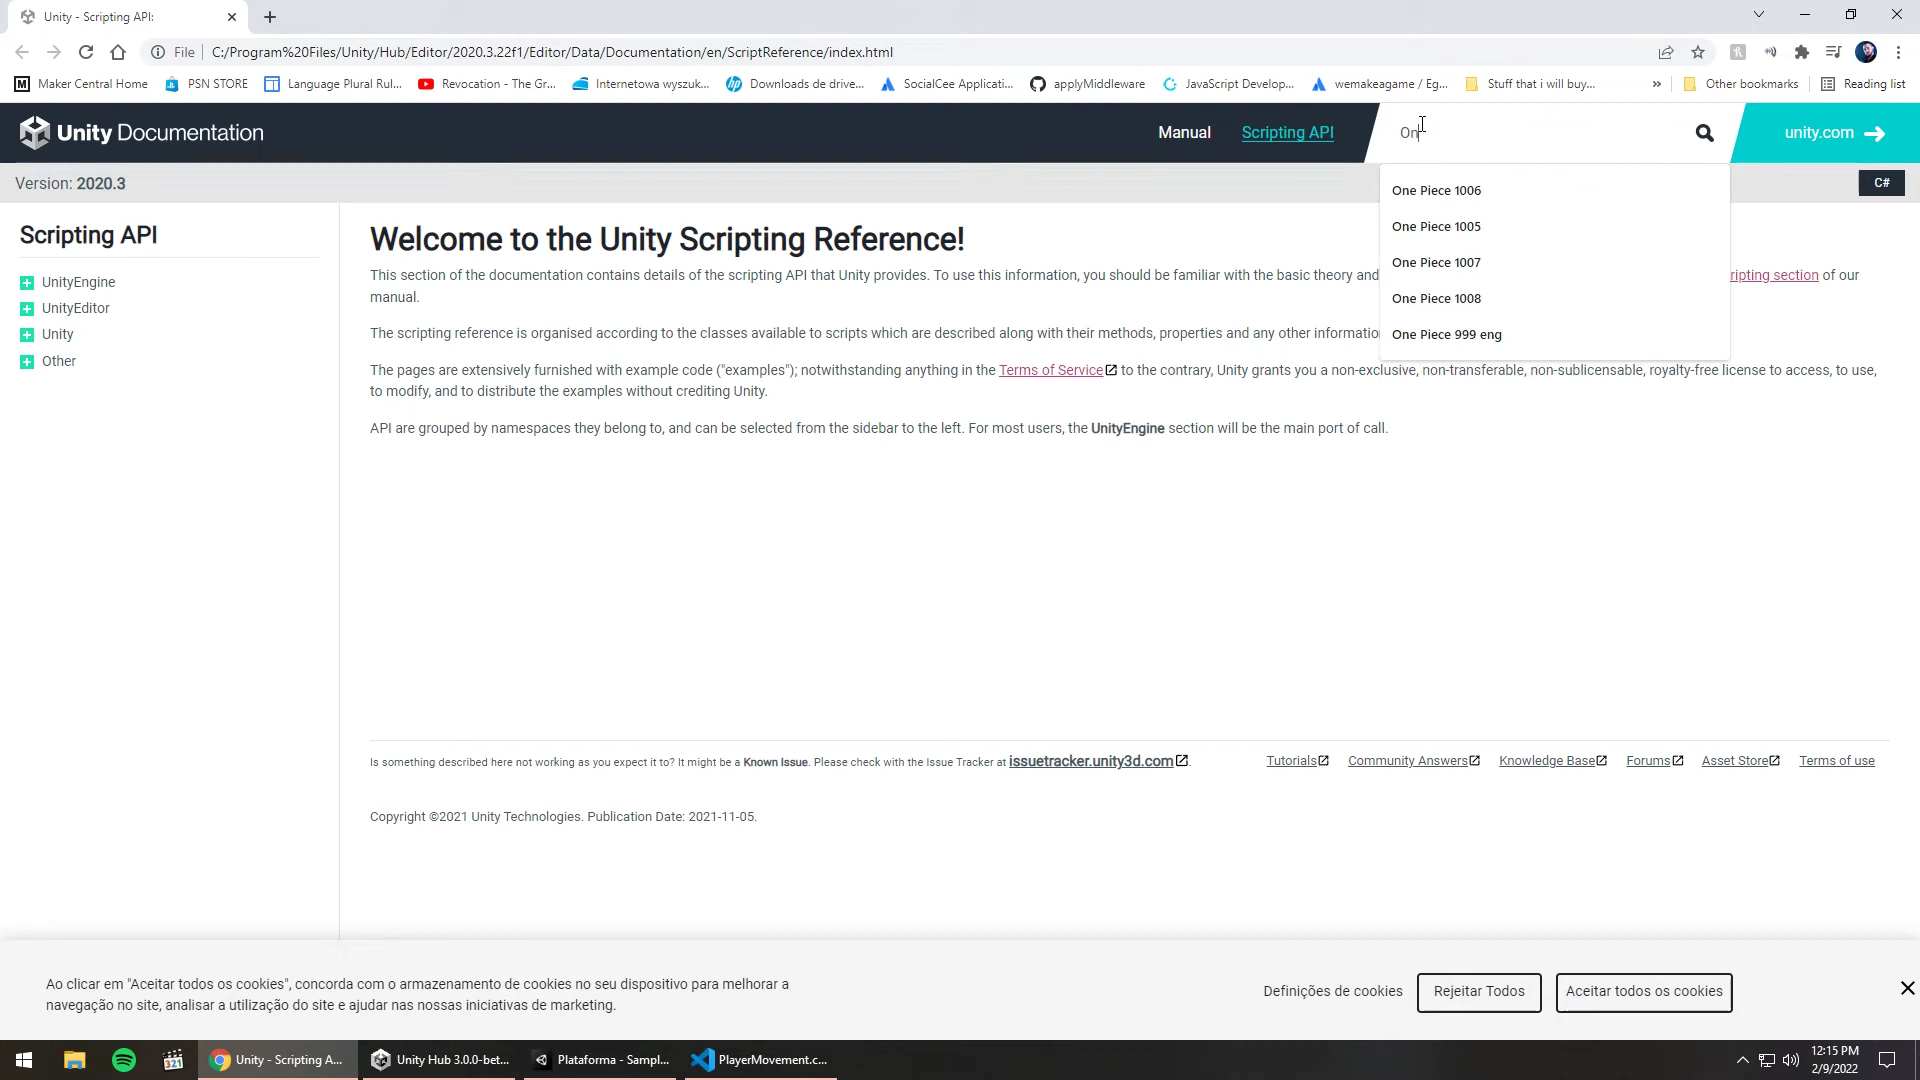 Unity - Scripting API:
File
C:/Program%20Files/Unity/Hub/Editor/2020.3.22f1/Editor/Data/Documentation/en/ScriptReference/index.html
Maker Central Home
PSN STORE
Language Plural Rul...
Revocation - The Gr...
Internetowa wyszuk...
Downloads de drive...
SocialCee Applicati...
applyMiddleware
JavaScript Develop...
wemakeagame / Eg...
Stuff that i will buy...
»
Other bookmarks
Reading list
Unity Documentation
Manual
Scripting API
On
unity.com
Version: 2020.3
C#
One Piece 1006
One Piece 1005
One Piece 1007
One Piece 1008
One Piece 999 eng
Scripting API
UnityEngine
UnityEditor
Unity
Other
Welcome to the Unity Scripting Reference!
This section of the documentation contains details of the scripting API that Unity provides. To use this information, you should be familiar with the basic theory and ripting section of our
manual.
The scripting reference is organised according to the classes available to scripts which are described along with their methods, properties and any other informatio
The pages are extensively furnished with example code ("examples"); notwithstanding anything in the Terms of Service to the contrary, Unity grants you a non-exclusive, non-transferable, non-sublicensable, royalty-free license to access, to use,
to modify, and to distribute the examples without crediting Unity.
API are grouped by namespaces they belong to, and can be selected from the sidebar to the left. For most users, the UnityEngine section will be the main port of call.
Is something described here not working as you expect it to? It might be a Known Issue. Please check with the Issue Tracker at issuetracker.unity3d.com.
Tutorials
Community Answers
Knowledge Base
Forums
Asset Store
Terms of use
Copyright ©2021 Unity Technologies. Publication Date: 2021-11-05.
Ao clicar em "Aceitar todos os cookies", concorda com o armazenamento de cookies no seu dispositivo para melhorar a
navegação no site, analisar a utilização do site e ajudar nas nossas iniciativas de marketing.
Definições de cookies
Rejeitar Todos
Aceitar todos os cookies
321
Unity - Scripting A...
Unity Hub 3.0.0-bet...
Plataforma - Sampl...
PlayerMovement.c...
12:15 PM
2/9/2022